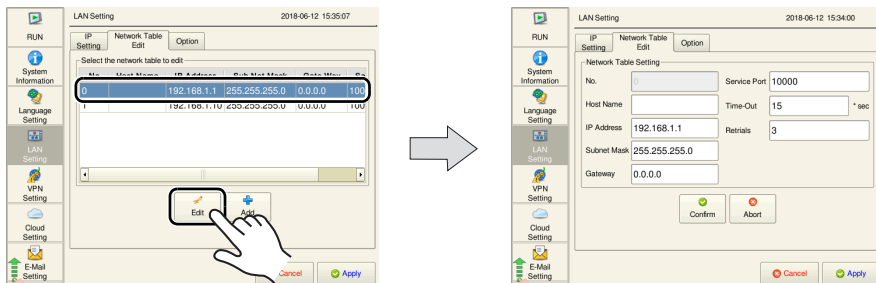 LAN Setting 2018-06-12 15:35:07
RUN
System
Information
Language
Setting
LAN
Setting
VPN
Setting
Cloud
Setting
E-Mail
Setting
IP
Setting
Network Table
Edit
Option
Select the network table to edit
No. Host Name IP Address Sub Net Mask Gate Way Se
0 192.168.1.1 255.255.255.0 0.0.0.0 100
1 192.168.1.10 255.255.255.0 0.0.0.0 100
Edit Add
Cancel Apply
LAN Setting 2018-06-12 15:34:00
RUN
System
Information
Language
Setting
LAN
Setting
VPN
Setting
Cloud
Setting
E-Mail
Setting
IP
Setting
Network Table
Edit
Option
Network Table Setting
No. 0 Service Port 10000
Host Name Time-Out 15 * sec
IP Address 192.168.1.1 Retrials 3
Subnet Mask 255.255.255.0
Gateway 0.0.0.0
Confirm Abort
Cancel Apply